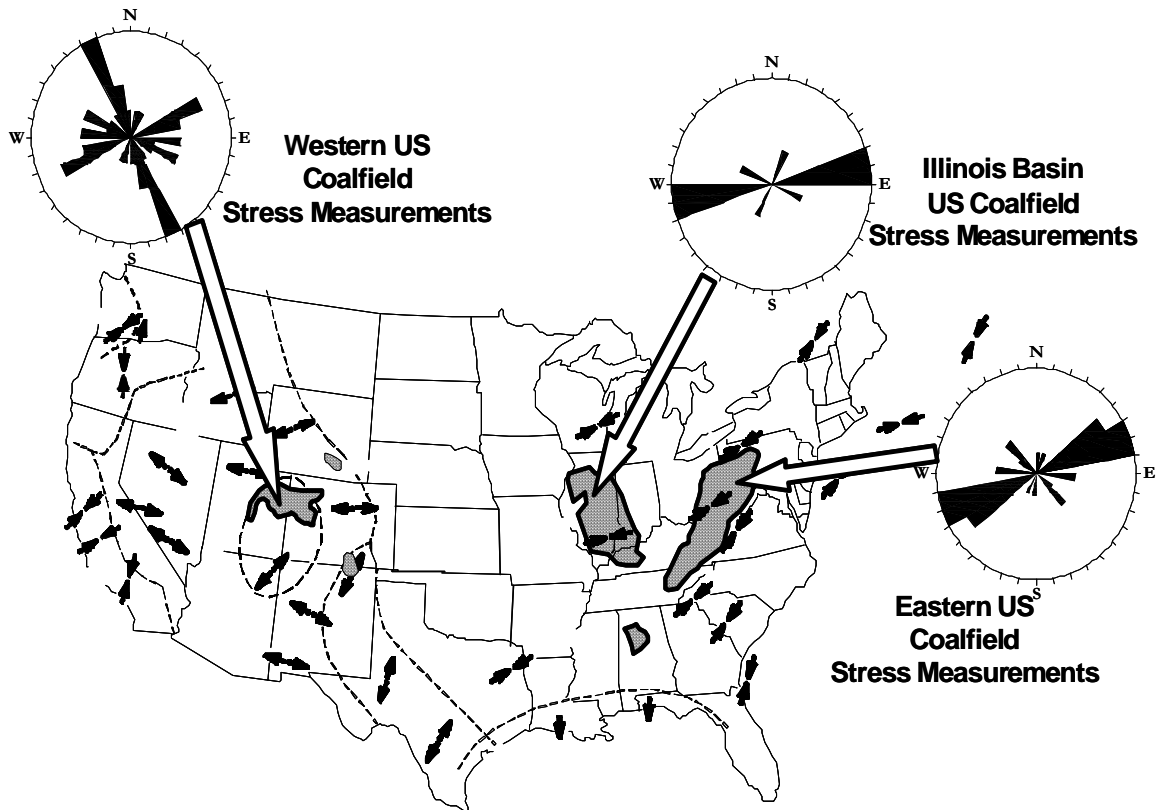 N
W
E
S
Western US
Coalfield
Stress Measurements
N
W
E
S
Illinois Basin
US Coalfield
Stress Measurements
N
W
E
S
Eastern US
Coalfield
Stress Measurements